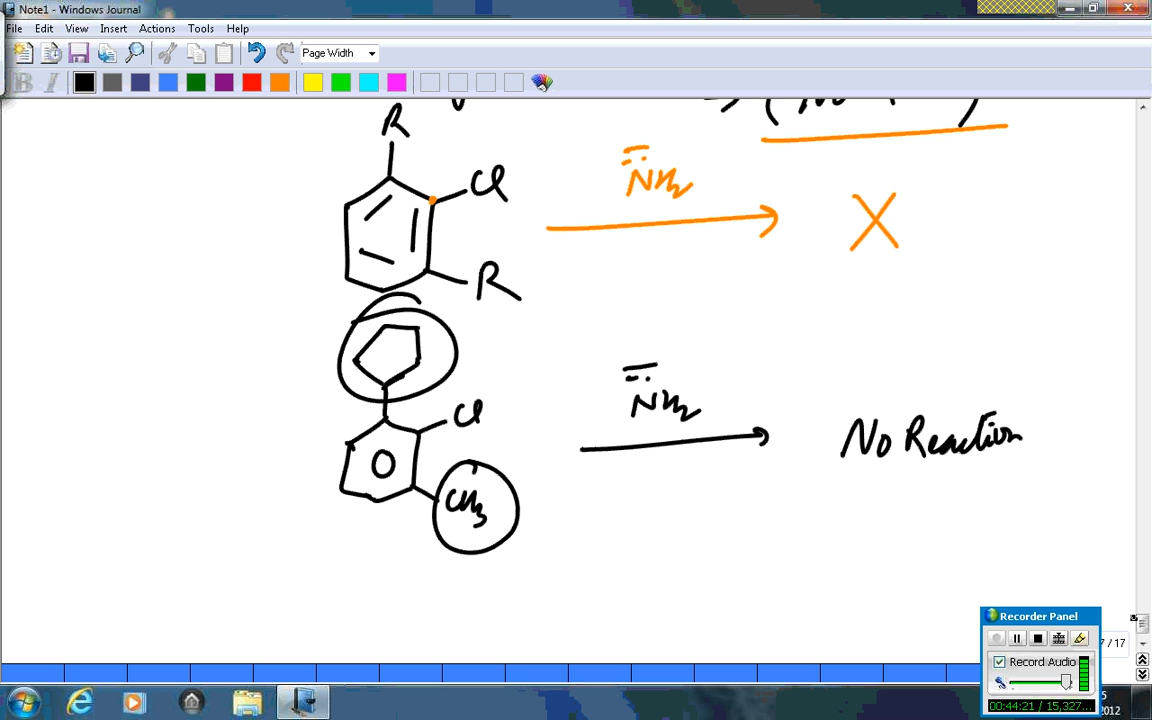 Note1 - Windows Journal
File Edit View Insert Actions Tools Help
Page Width
B I
R
Cl
NH2
X
R
Cl
NH2
No Reaction
CH3
Recorder Panel
/ 17
Record Audio
00:44:21 / 15,327...
2012